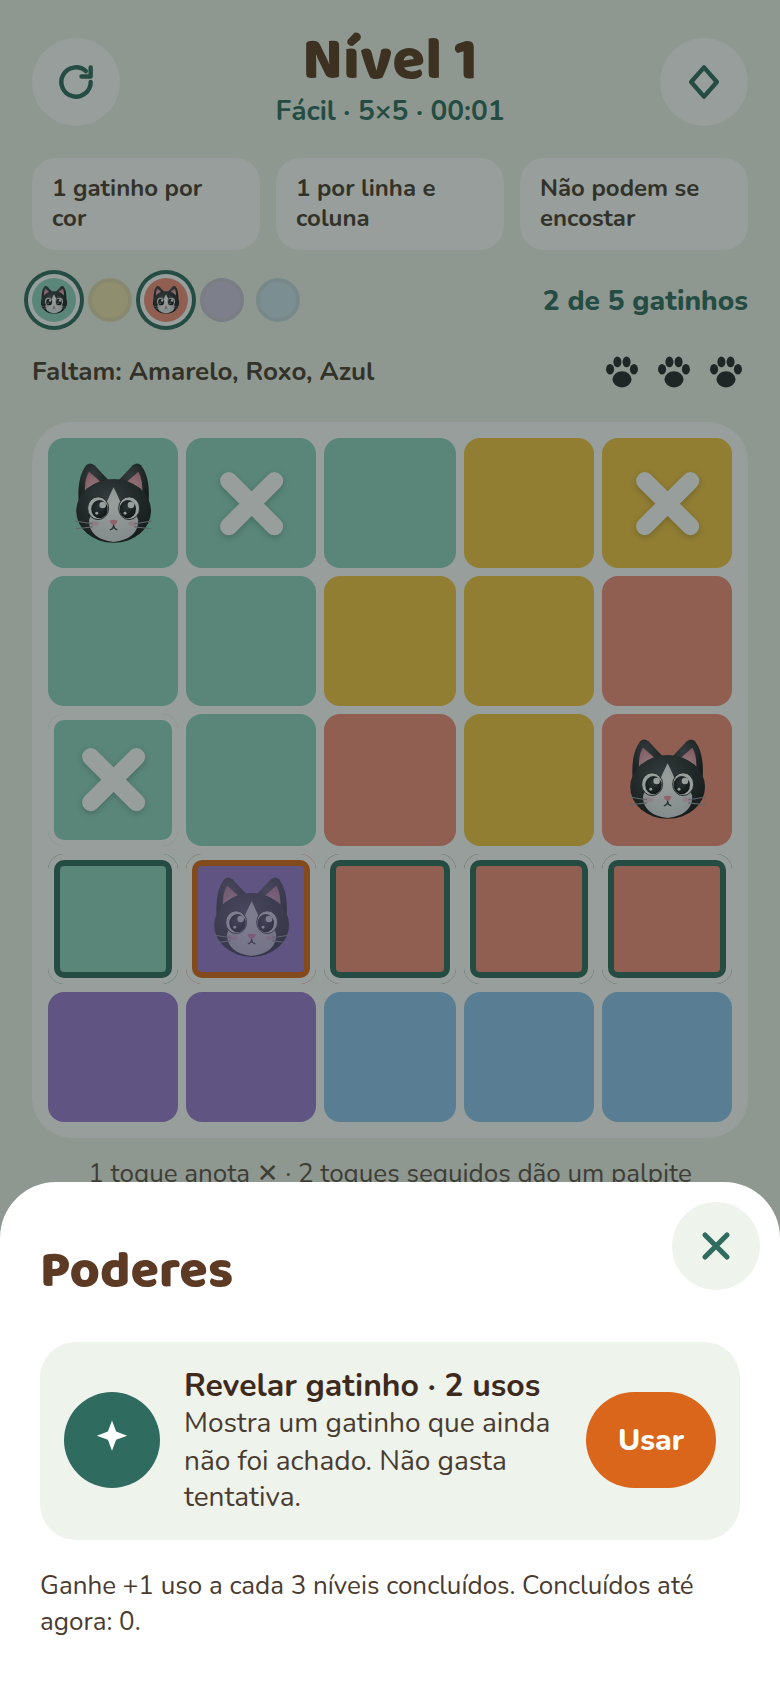 Nível 1
Fácil · 5×5 · 00:01
1 gatinho por
cor
1 por linha e
coluna
Não podem se
encostar
2 de 5 gatinhos
Faltam: Amarelo, Roxo, Azul
1 toque anota ✕ · 2 toques seguidos dão um palpite
Poderes
Revelar gatinho · 2 usos
Mostra um gatinho que ainda
não foi achado. Não gasta
tentativa.
Usar
Ganhe +1 uso a cada 3 níveis concluídos. Concluídos até
agora: 0.